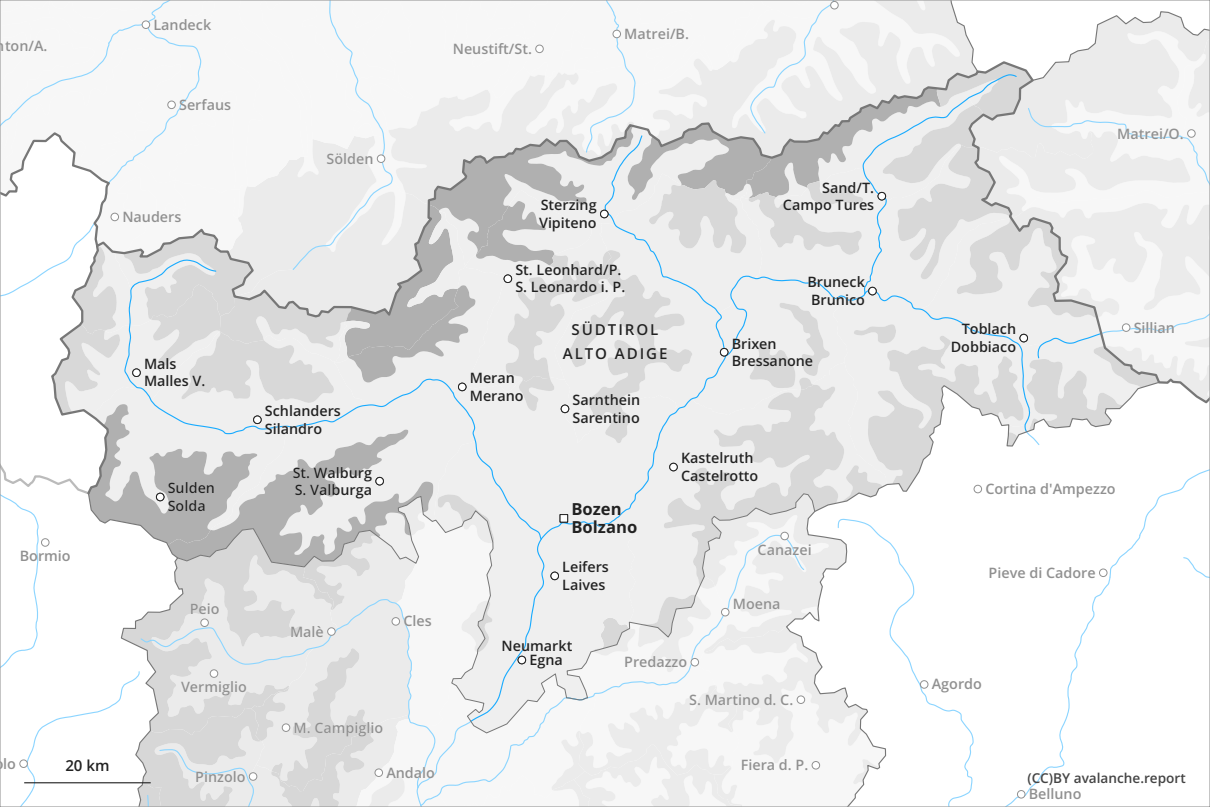 Landeck
Matrei/B.
nton/A.
Neustift/St.
Serfaus
Matrei/O.
Sölden
Sand/T.
Campo Tures
Sterzing
Vipiteno
Nauders
St. Leonhard/P.
S. Leonardo i. P.
Bruneck
Brunico
SÜDTIROL
ALTO ADIGE
Toblach
Dobbiaco
Sillian
Brixen
Bressanone
Mals
Malles V.
Meran
Merano
Sarnthein
Sarentino
Schlanders
Silandro
Kastelruth
Castelrotto
St. Walburg
S. Valburga
Sulden
Solda
Cortina d'Ampezzo
Bozen
Bolzano
Bormio
Canazei
Leifers
Laives
Pieve di Cadore
Peio
Moena
Malè
Cles
Neumarkt
Egna
Predazzo
Vermiglio
Agordo
S. Martino d. C.
M. Campiglio
olo
20 km
Pinzolo
Andalo
Fiera d. P.
(CC)BY avalanche.report
Belluno